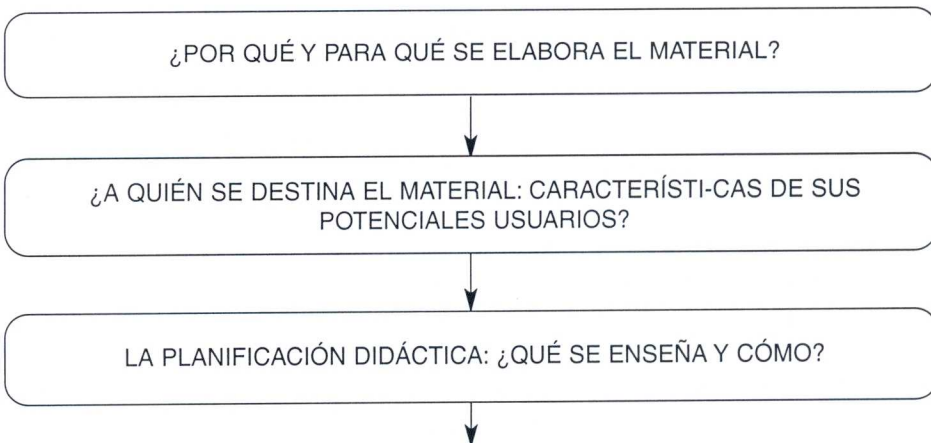 ¿POR QUÉ Y PARA QUÉ SE ELABORA EL MATERIAL?
¿A QUIÉN SE DESTINA EL MATERIAL: CARACTERÍSTI-CAS DE SUS
POTENCIALES USUARIOS?
LA PLANIFICACIÓN DIDÁCTICA: ¿QUÉ SE ENSEÑA Y CÓMO?